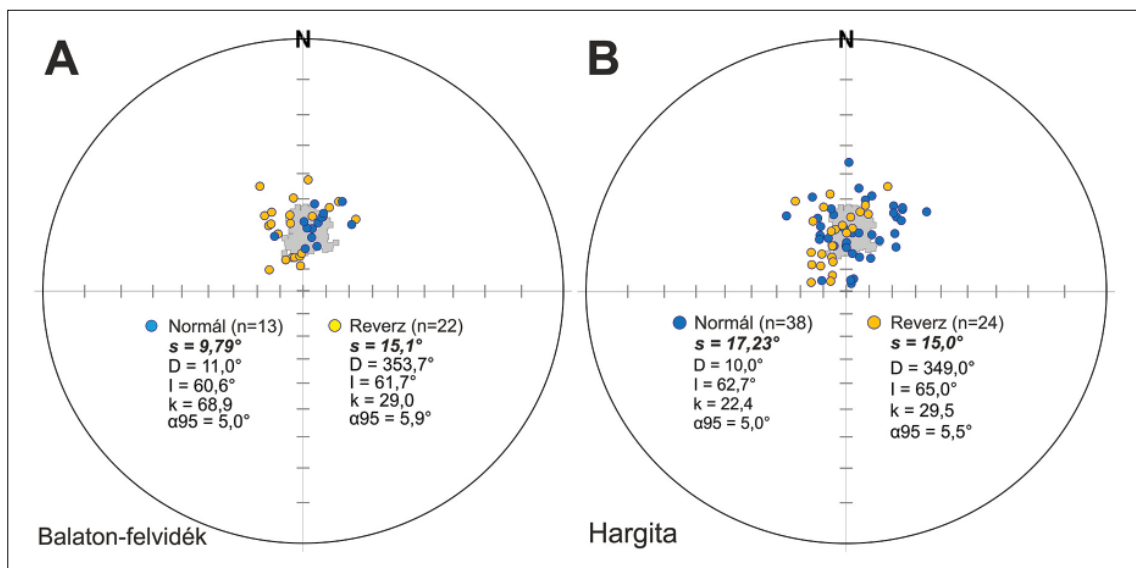 A
N
Normál (n=13)
s = 9,79°
D = 11,0°
I = 60,6°
k = 68,9
α95 = 5,0°
Reverz (n=22)
s = 15,1°
D = 353,7°
I = 61,7°
k = 29,0
α95 = 5,9°
Balaton-felvidék
B
N
Normál (n=38)
s = 17,23°
D = 10,0°
I = 62,7°
k = 22,4
α95 = 5,0°
Reverz (n=24)
s = 15,0°
D = 349,0°
I = 65,0°
k = 29,5
α95 = 5,5°
Hargita